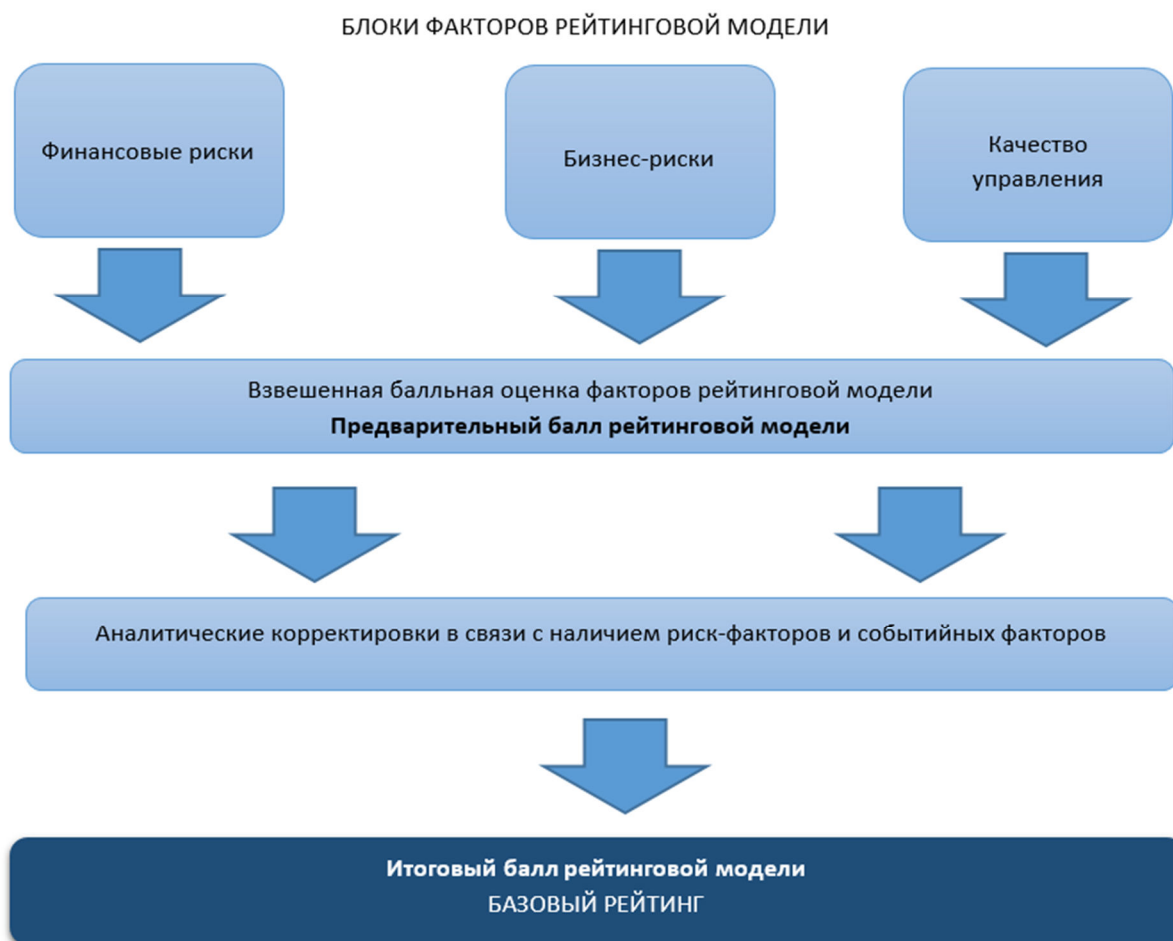 БЛОКИ ФАКТОРОВ РЕЙТИНГОВОЙ МОДЕЛИ
Финансовые риски
Бизнес-риски
Качество
управления
Взвешенная балльная оценка факторов рейтинговой модели
Предварительный балл рейтинговой модели
Аналитические корректировки в связи с наличием риск-факторов и событийных факторов
Итоговый балл рейтинговой модели
БАЗОВЫЙ РЕЙТИНГ